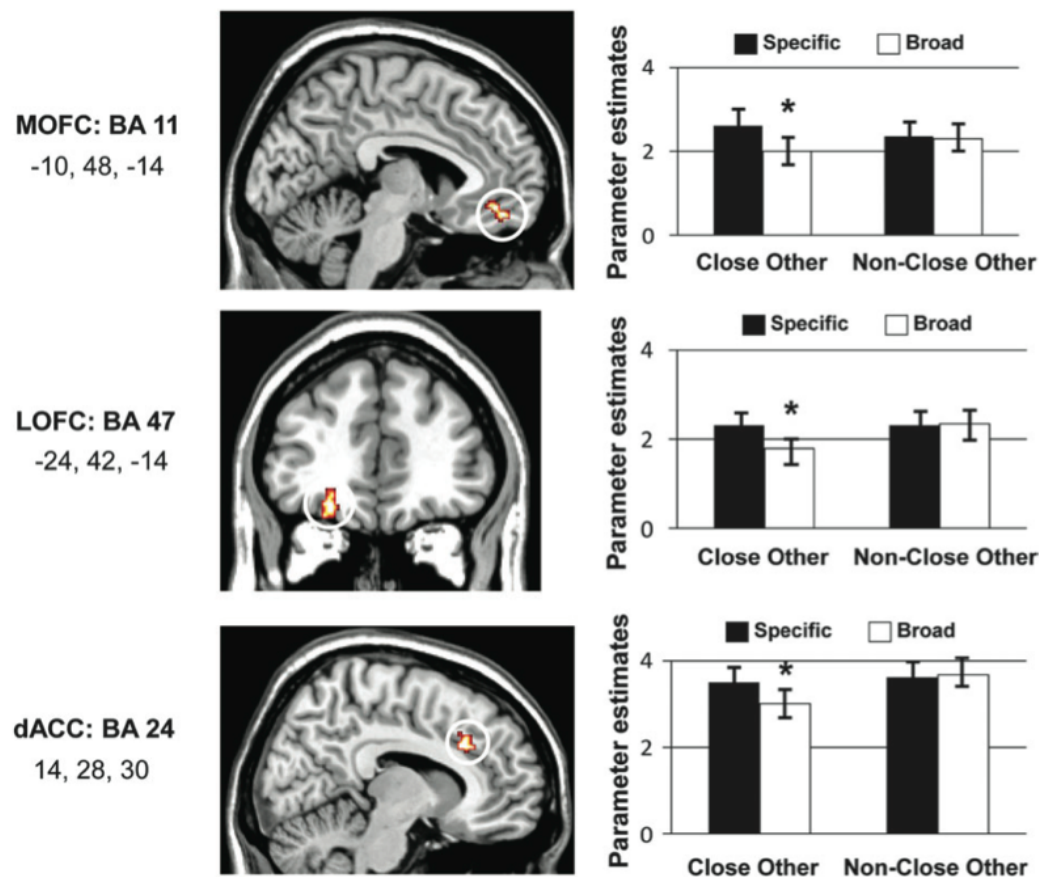 MOFC: BA 11
-10, 48, -14
Specific Broad
Parameter estimates
4
*
2
0
Close Other Non-Close Other
LOFC: BA 47
-24, 42, -14
Specific Broad
Parameter estimates
4
*
2
0
Close Other Non-Close Other
dACC: BA 24
14, 28, 30
Specific Broad
Parameter estimates
4
*
2
0
Close Other Non-Close Other